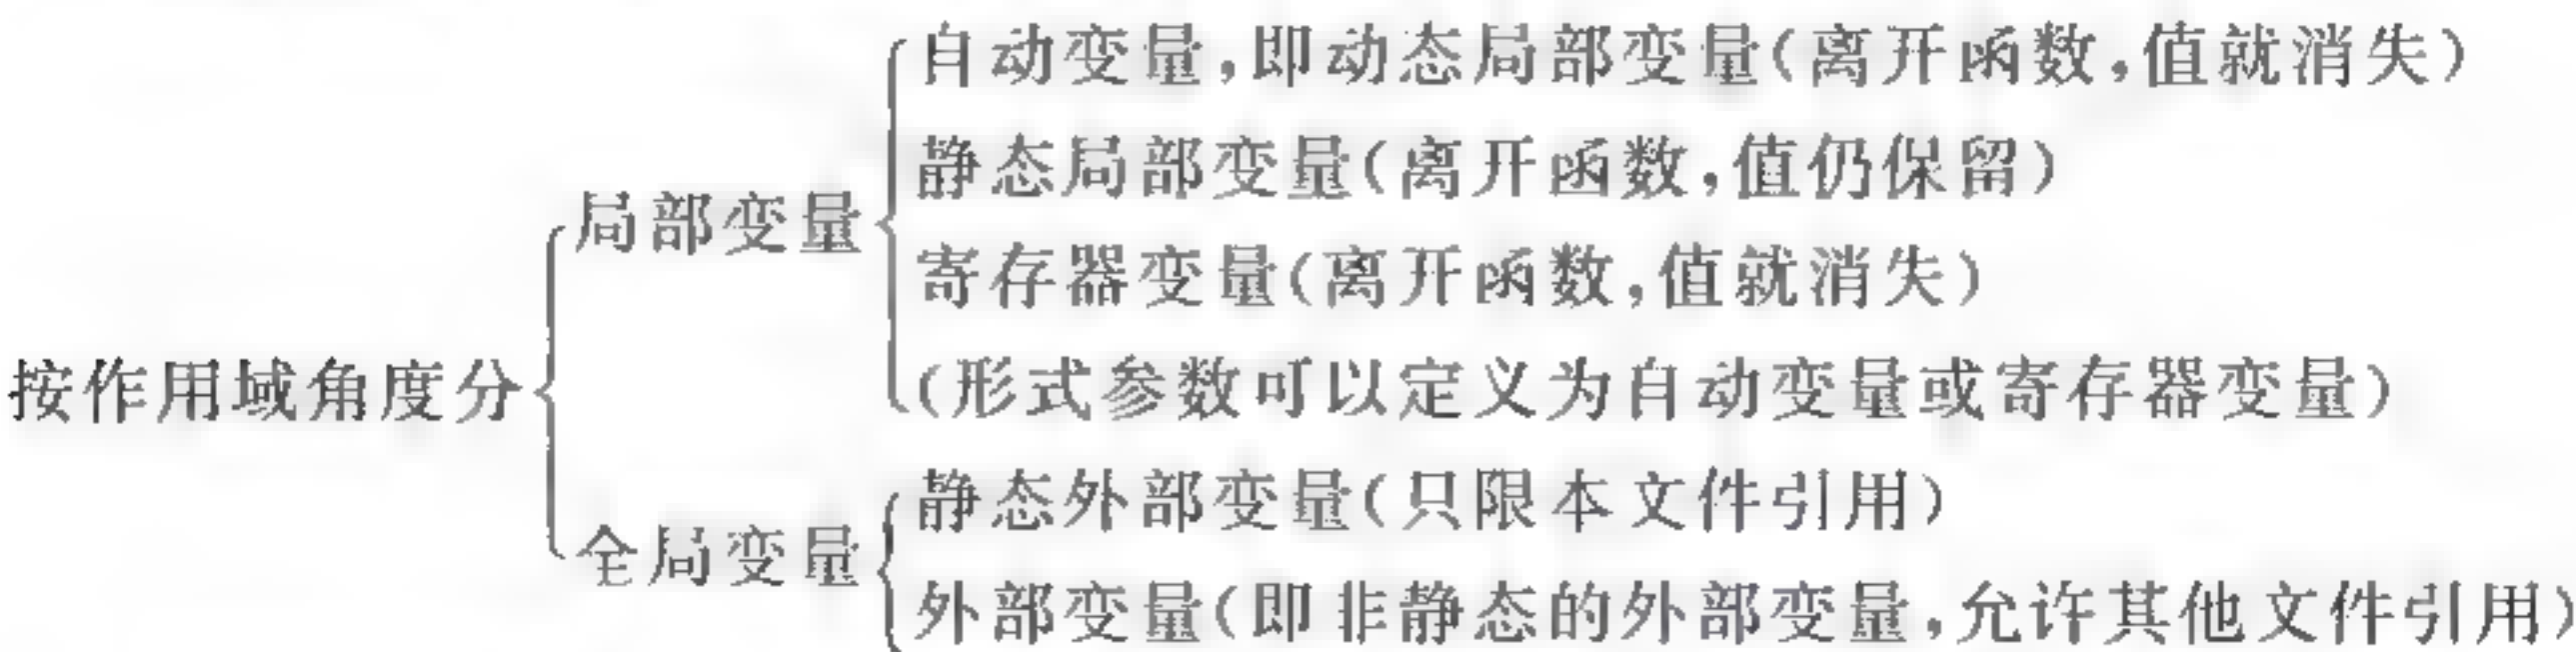 按作用域角度分
局部变量
自动变量,即动态局部变量(离开函数,值就消失)
静态局部变量(离开函数,值仍保留)
寄存器变量(离开函数,值就消失)
(形式参数可以定义为自动变量或寄存器变量)
全局变量
静态外部变量(只限本文件引用)
外部变量(即非静态的外部变量,允许其他文件引用)